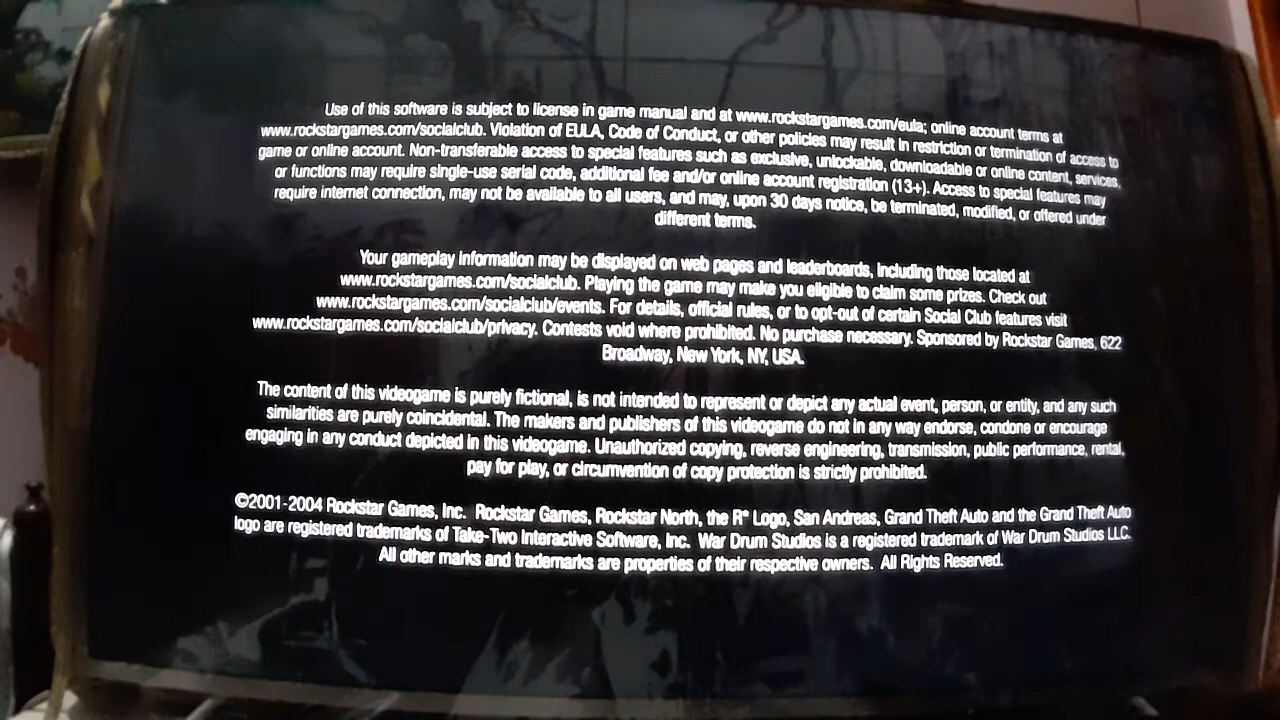 Use of this software is subject to license in game manual and at www.rockstargames.com/eula; online account terms at
www.rockstargames.com/socialclub. Violation of EULA, Code of Conduct, or other policies may result in restriction or termination of access to
game or online account. Non-transferable access to special features such as exclusive, unlockable, downloadable or online content, services,
or functions may require single-use serial code, additional fee and/or online account registration (13+). Access to special features may
require internet connection, may not be available to all users, and may, upon 30 days notice, be terminated, modified, or offered under
different terms.
Your gameplay information may be displayed on web pages and leaderboards, including those located at
www.rockstargames.com/socialclub. Playing the game may make you eligible to claim some prizes. Check out
www.rockstargames.com/socialclub/events. For details, official rules, or to opt-out of certain Social Club features visit
www.rockstargames.com/socialclub/privacy. Contests void where prohibited. No purchase necessary. Sponsored by Rockstar Games, 622
Broadway, New York, NY, USA.
The content of this videogame is purely fictional, is not intended to represent or depict any actual event, person, or entity, and any such
similarities are purely coincidental. The makers and publishers of this videogame do not in any way endorse, condone or encourage
engaging in any conduct depicted in this videogame. Unauthorized copying, reverse engineering, transmission, public performance, rental,
pay for play, or circumvention of copy protection is strictly prohibited.
©2001-2004 Rockstar Games, Inc. Rockstar Games, Rockstar North, the R* Logo, San Andreas, Grand Theft Auto and the Grand Theft Auto
logo are registered trademarks of Take-Two Interactive Software, Inc. War Drum Studios is a registered trademark of War Drum Studios LLC.
All other marks and trademarks are properties of their respective owners. All Rights Reserved.